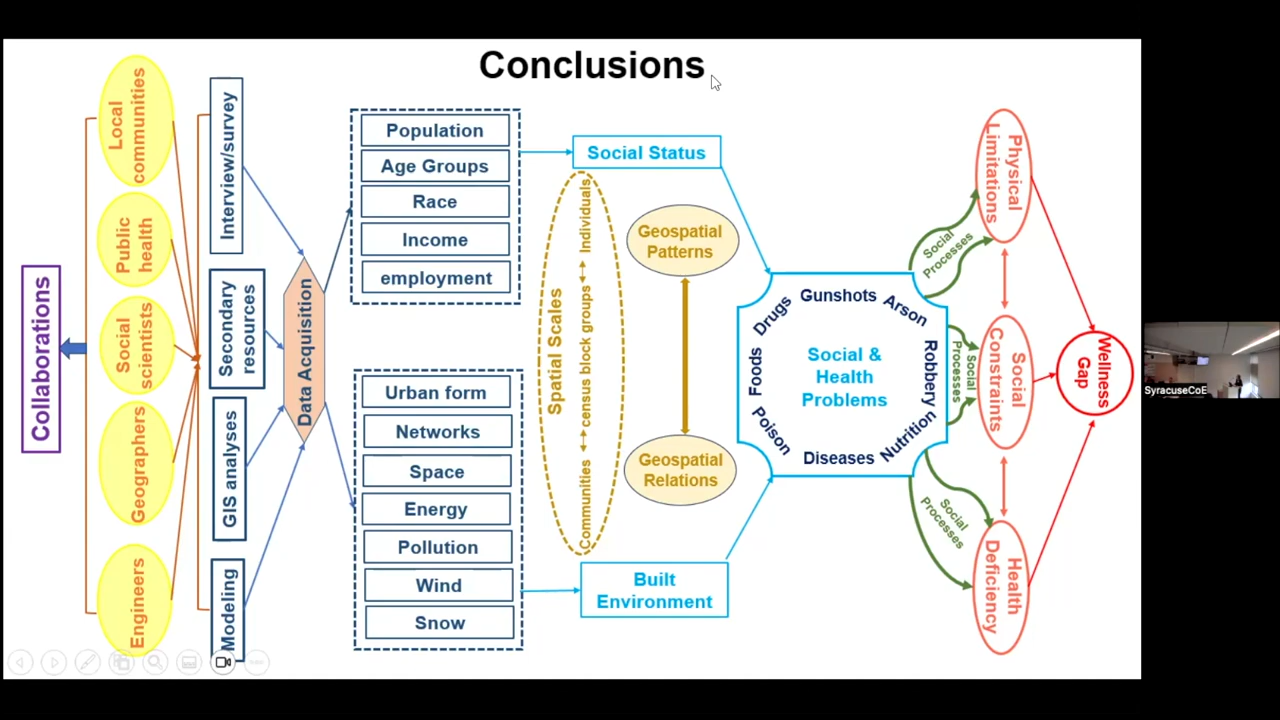 Conclusions
Collaborations
Local
communities
Public
health
Social
scientists
Geographers
Engineers
Interview/survey
Secondary
resources
GIS analyses
Modeling
Data Acquisition
Population
Age Groups
Race
Income
employment
Urban form
Networks
Space
Energy
Pollution
Wind
Snow
Social Status
Built
Environment
Spatial Scales
Communities
census block groups
Individuals
Geospatial
Patterns
Geospatial
Relations
Social &
Health
Problems
Drugs
Gunshots
Arson
Robbery
Nutrition
Diseases
Poison
Foods
Social
Processes
Social
Processes
Social
Processes
Physical
Limitations
Social
Constraints
Health
Deficiency
Wellness
Gap
SyracuseCoE